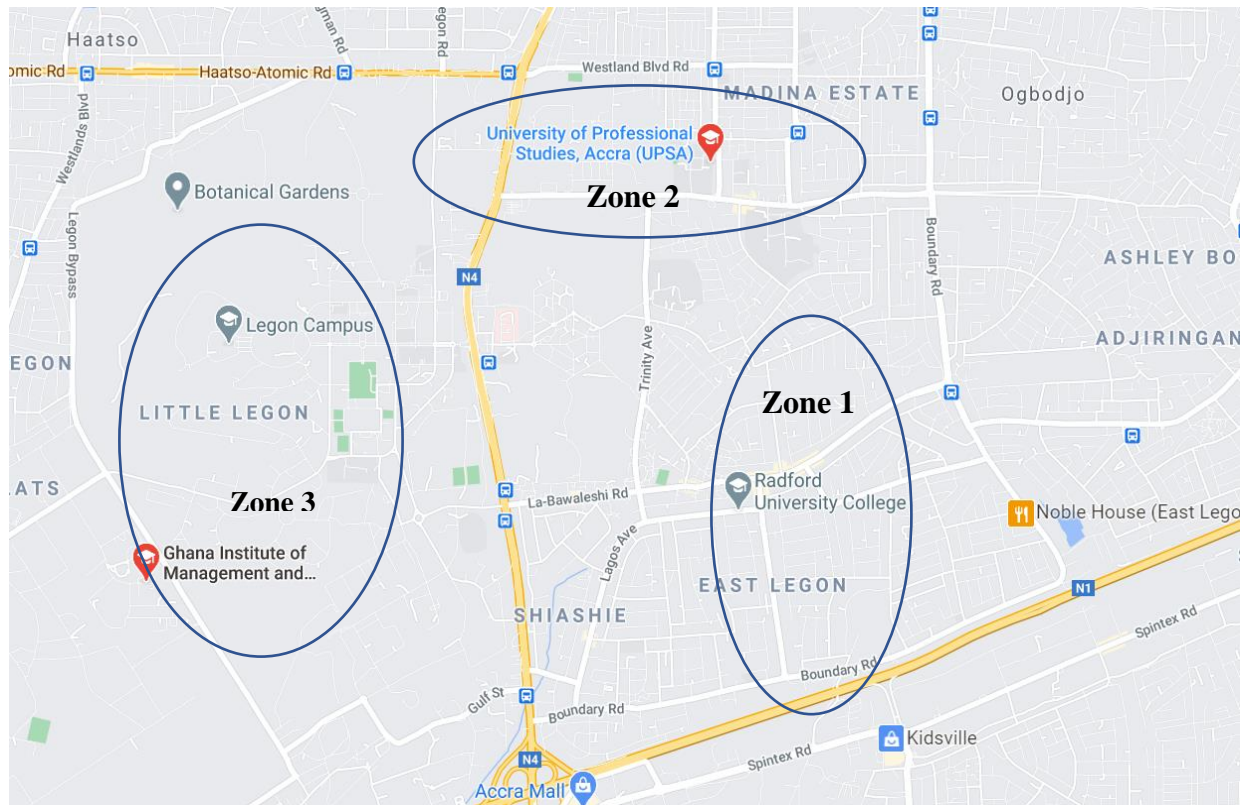 Haatso
gman Rd
egon Rd
omic Rd
Haatso-Atomic Rd
Westland Blvd Rd
MADINA ESTATE
Ogbodjo
Westlands Blvd
University of Professional
Studies, Accra (UPSA)
Zone 2
Botanical Gardens
Legon Bypass
N4
Boundary Rd
ASHLEY BO
Legon Campus
EGON
ADJIRINGAN
Trinity Ave
LITTLE LEGON
Zone 1
LATS
Zone 3
La-Bawaleshi Rd
Radford
University College
Noble House (East Lego
Ghana Institute of
Management and...
Lagos Ave
EAST LEGON
SHIASHIE
N1
Spintex Rd
Boundary Rd
Gulf St
Boundary Rd
Kidsville
Spintex Rd
N4
Accra Mall